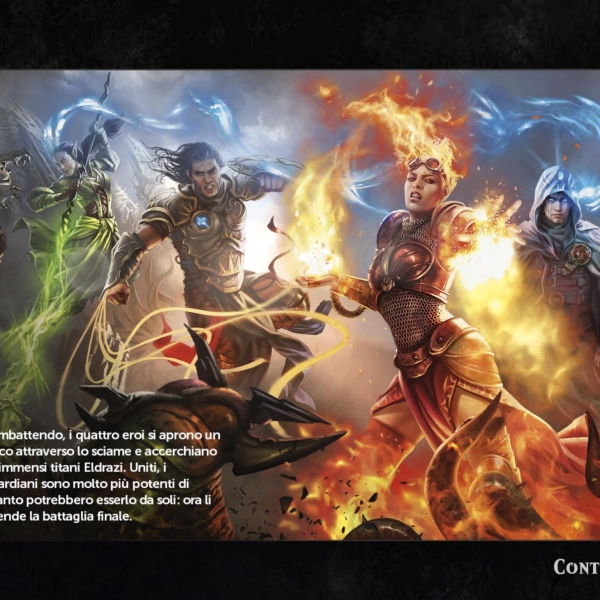 mbattendo, i quattro eroi si aprono un
co attraverso lo sciame e accerchiano
immensi titani Eldrazi. Uniti, i
ardiani sono molto più potenti di
anto potrebbero esserlo da soli: ora li
ende la battaglia finale.
CONT